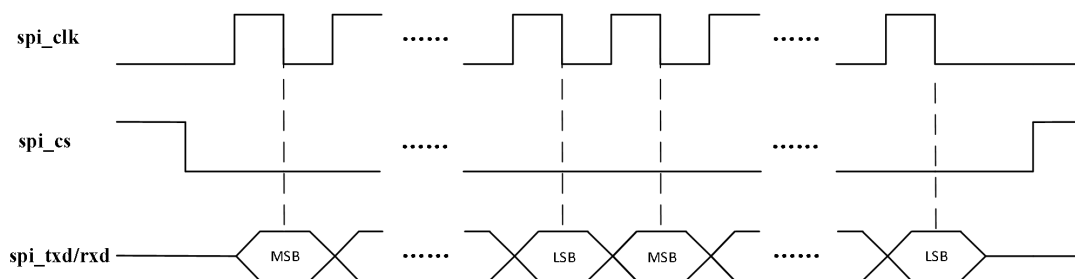 spi_clk
......
......
spi_cs
......
......
spi_txd/rxd
MSB
......
LSB
MSB
......
LSB